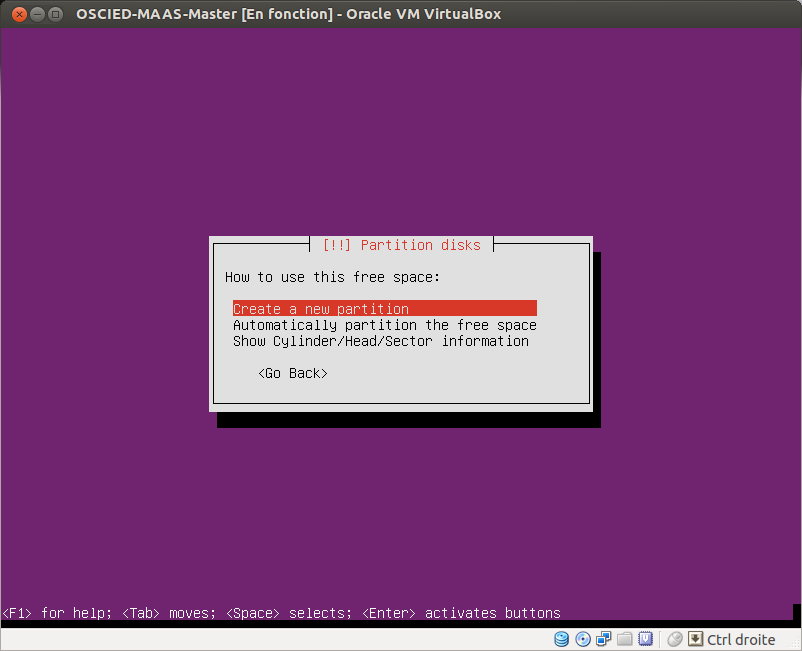 OSCIED-MAAS-Master [En fonction] - Oracle VM VirtualBox
[!!] Partition disks
How to use this free space:
Create a new partition
Automatically partition the free space
Show Cylinder/Head/Sector information
<Go Back>
<F1> for help; <Tab> moves; <Space> selects; <Enter> activates buttons
Ctrl droite